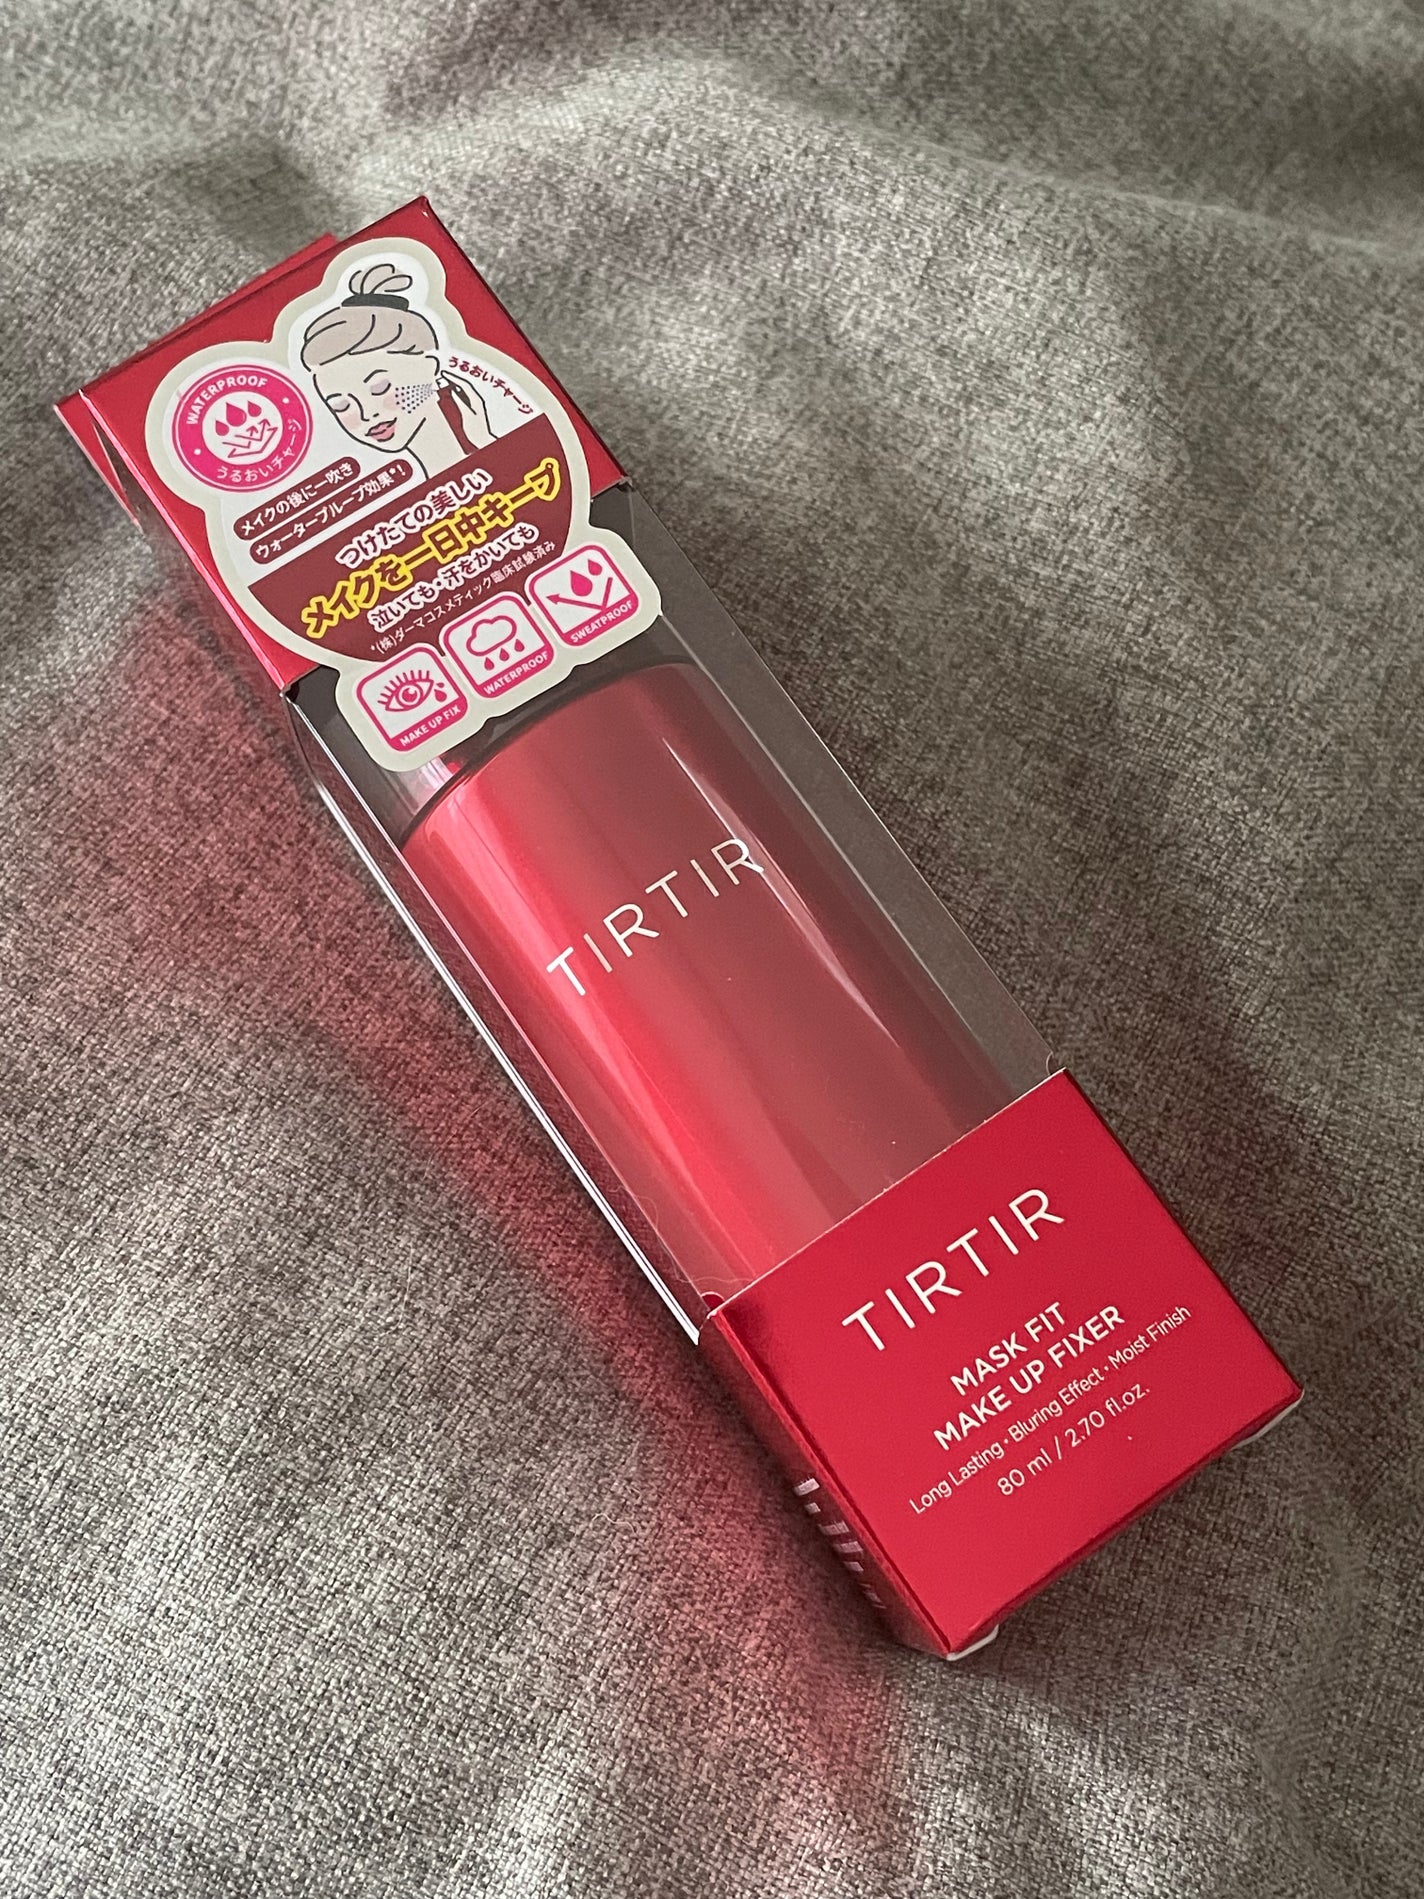 WATERPROOF
うるおいチャージ
うるおいチャージ
メイクの後に一吹き
ウォータープルーフ効果*!
つけたての美しい
メイクを一日中キープ
泣いても・汗をかいても
*(株)ダーマコスメティック臨床試験済み
MAKE UP FIX
WATERPROOF
SWEATPROOF
TIRTIR
TIRTIR
MASK FIT
MAKE UP FIXER
Long Lasting • Bluring Effect • Moist Finish
80 ml / 2.70 fl.oz.